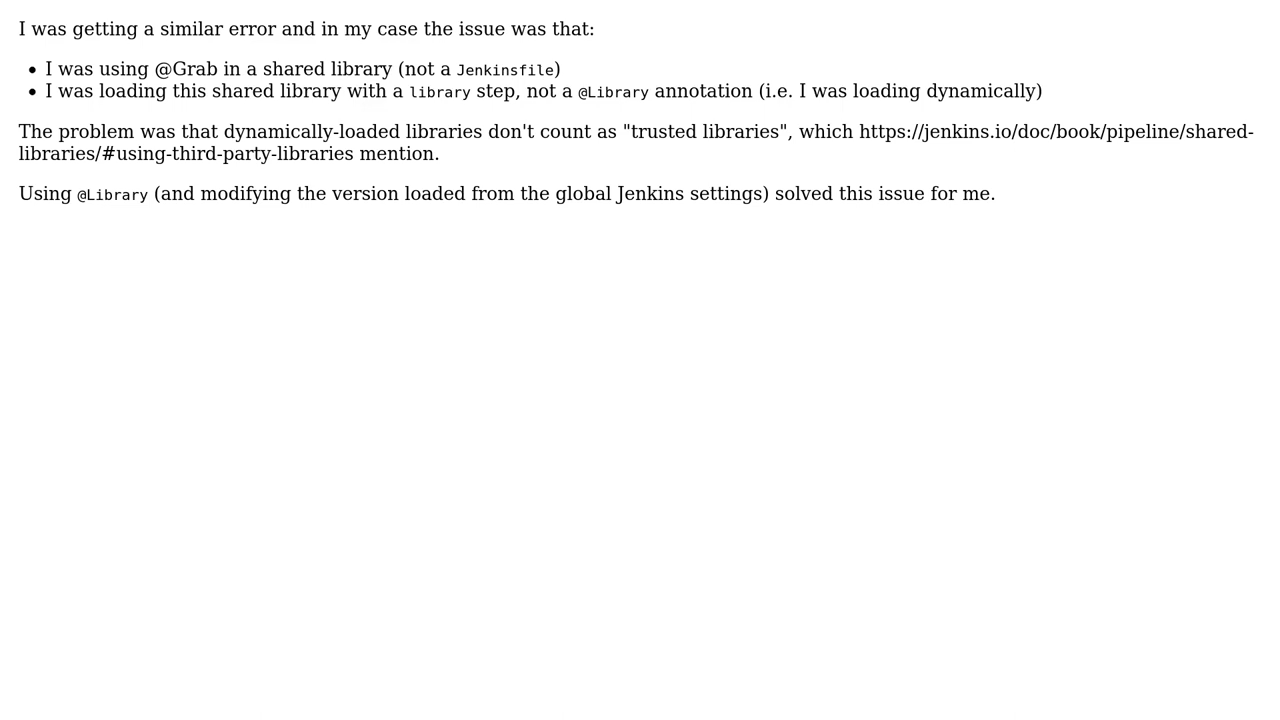 I was getting a similar error and in my case the issue was that:
• I was using @Grab in a shared library (not a Jenkinsfile)
• I was loading this shared library with a library step, not a @Library annotation (i.e. I was loading dynamically)
The problem was that dynamically-loaded libraries don't count as "trusted libraries", which https://jenkins.io/doc/book/pipeline/shared-
libraries/#using-third-party-libraries mention.
Using @Library (and modifying the version loaded from the global Jenkins settings) solved this issue for me.